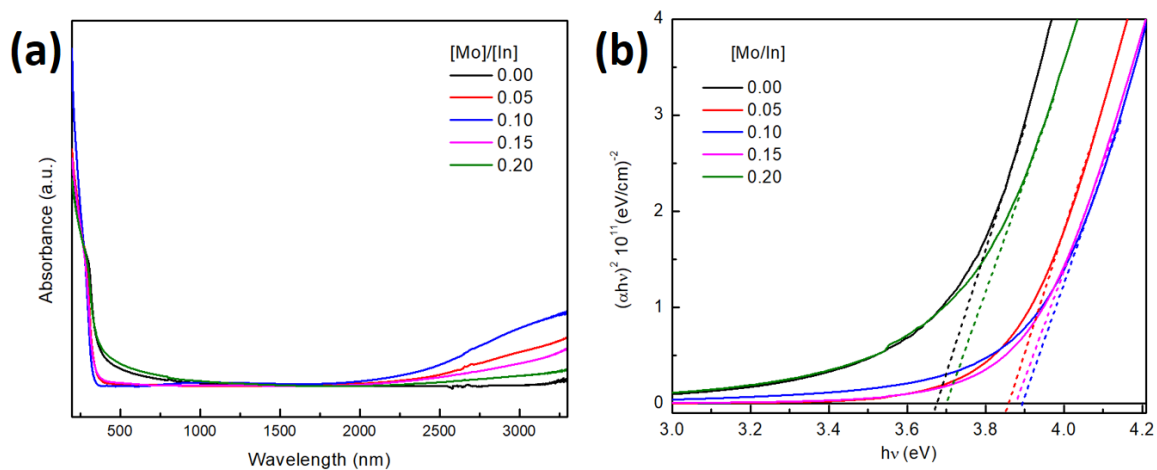 (a)
[Mo]/[In]
0.00
0.05
0.10
0.15
0.20
Absorbance (a.u.)
500 1000 1500 2000 2500 3000
Wavelength (nm)
(b)
[Mo/In]
0.00
0.05
0.10
0.15
0.20
(αhν)² 10¹¹(eV/cm)⁻²
4
3
2
1
0
3.0 3.2 3.4 3.6 3.8 4.0 4.2
hν (eV)